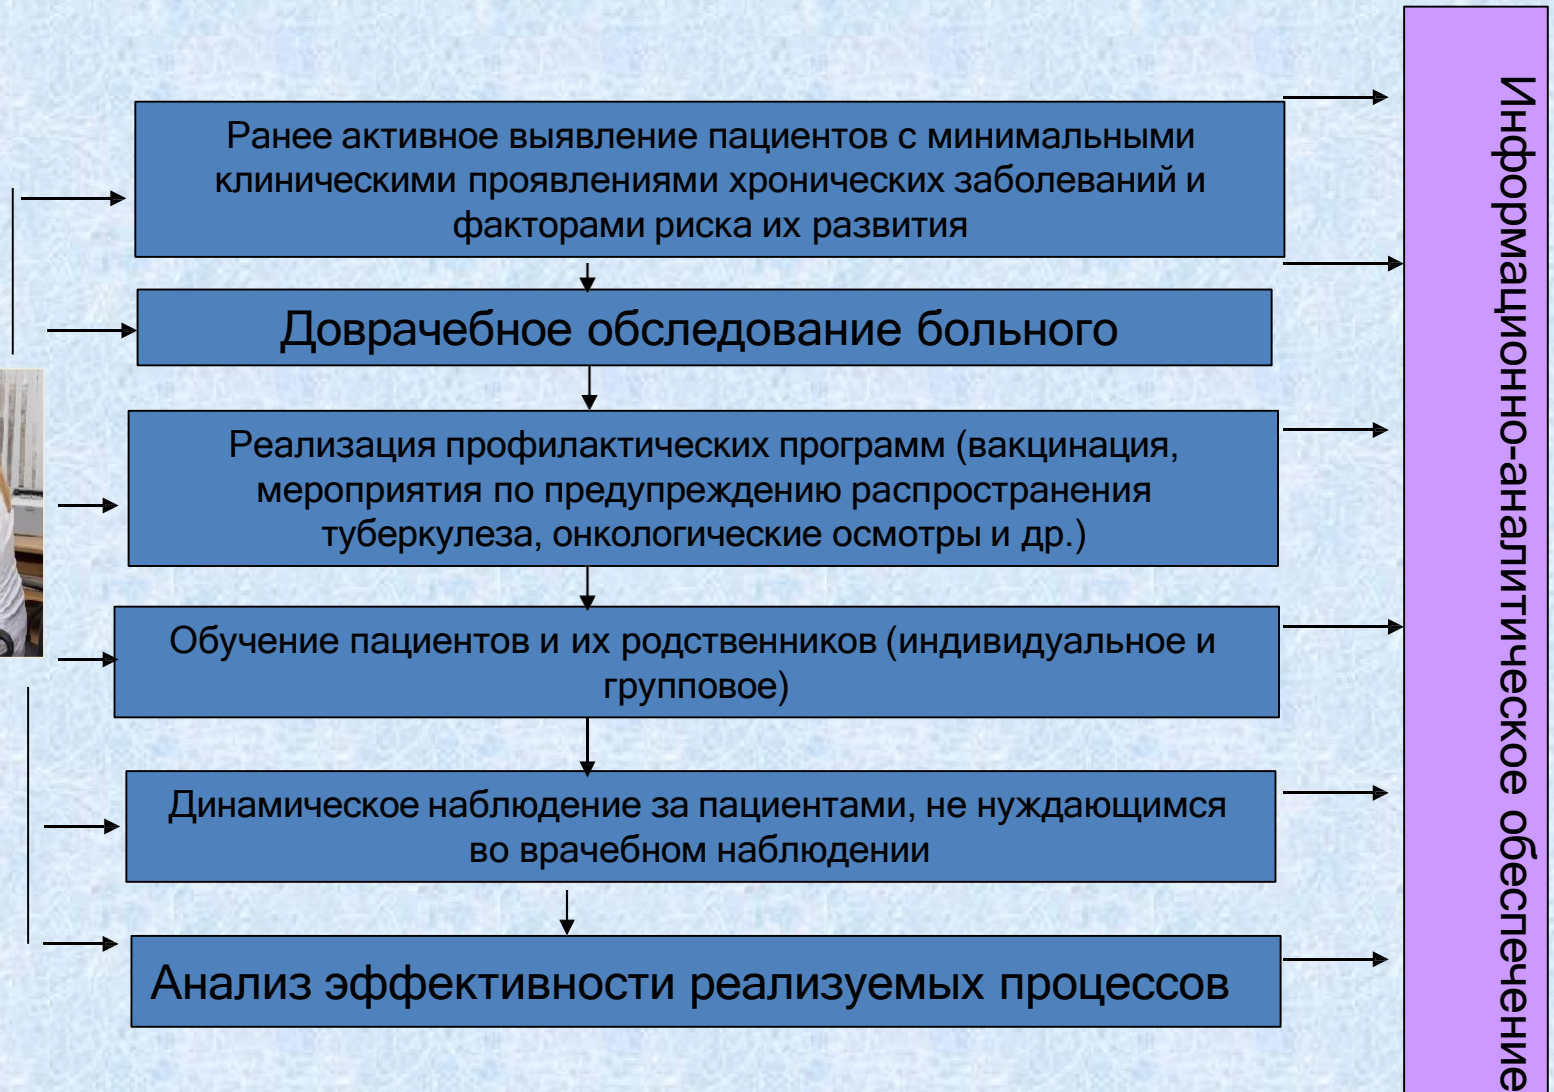 Ранее активное выявление пациентов с минимальными
клиническими проявлениями хронических заболеваний и
факторами риска их развития
Доврачебное обследование больного
Реализация профилактических программ (вакцинация,
мероприятия по предупреждению распространения
туберкулеза, онкологические осмотры и др.)
Обучение пациентов и их родственников (индивидуальное и
групповое)
Динамическое наблюдение за пациентами, не нуждающимся
во врачебном наблюдении
Анализ эффективности реализуемых процессов
Информационно-аналитическое обеспечение